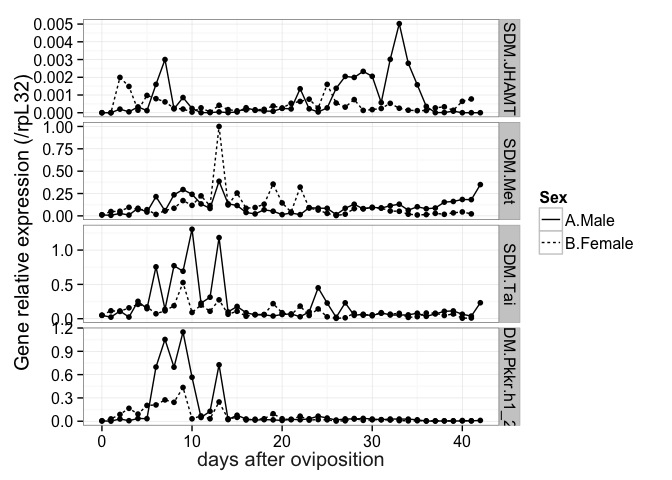 Gene relative expression (/rpL32)
0.005
0.004
0.003
0.002
0.001
0.000
SDM.JHAMT
1.00
0.75
0.50
0.25
0.00
SDM.Met
1.0
0.5
0.0
SDM.Tai
1.2
0.9
0.6
0.3
0.0
DM.Pkkr.h1_2
0 10 20 30 40
days after oviposition
Sex
A.Male
B.Female